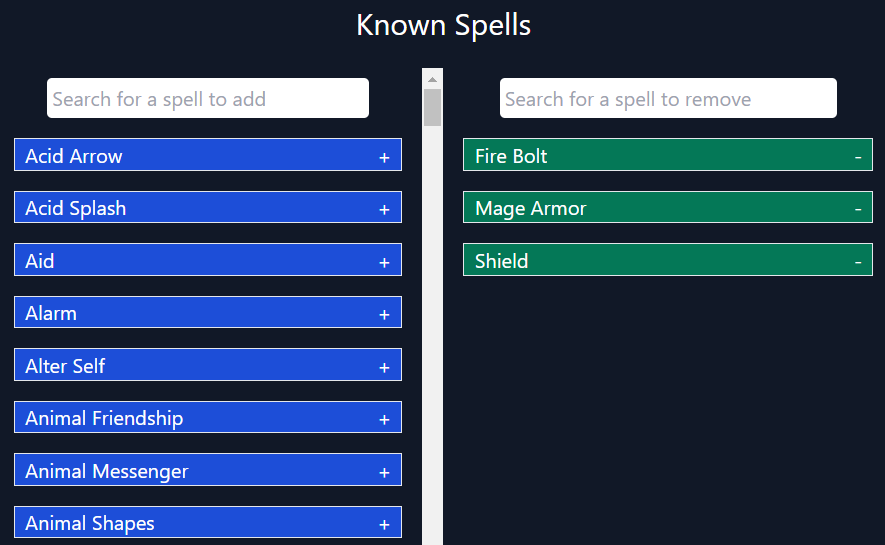 Known Spells
Search for a spell to add
Acid Arrow +
Acid Splash +
Aid +
Alarm +
Alter Self +
Animal Friendship +
Animal Messenger +
Animal Shapes +
Search for a spell to remove
Fire Bolt -
Mage Armor -
Shield -